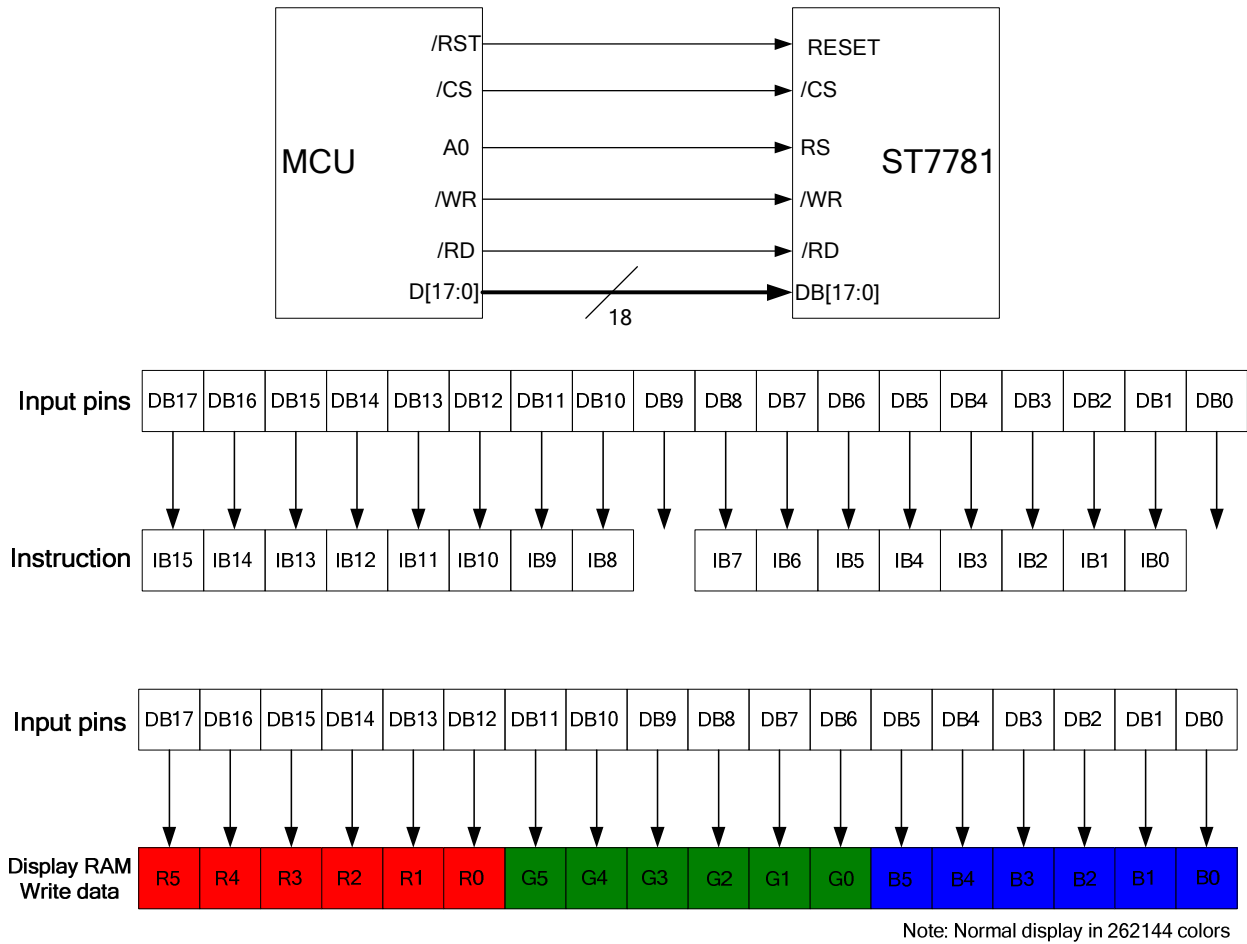 /RST RESET
/CS /CS
MCU A0 RS ST7781
/WR /WR
/RD /RD
D[17:0] DB[17:0]
18
Input pins DB17 DB16 DB15 DB14 DB13 DB12 DB11 DB10 DB9 DB8 DB7 DB6 DB5 DB4 DB3 DB2 DB1 DB0
Instruction IB15 IB14 IB13 IB12 IB11 IB10 IB9 IB8 IB7 IB6 IB5 IB4 IB3 IB2 IB1 IB0
Input pins DB17 DB16 DB15 DB14 DB13 DB12 DB11 DB10 DB9 DB8 DB7 DB6 DB5 DB4 DB3 DB2 DB1 DB0
Display RAM
Write data R5 R4 R3 R2 R1 R0 G5 G4 G3 G2 G1 G0 B5 B4 B3 B2 B1 B0
Note: Normal display in 262144 colors